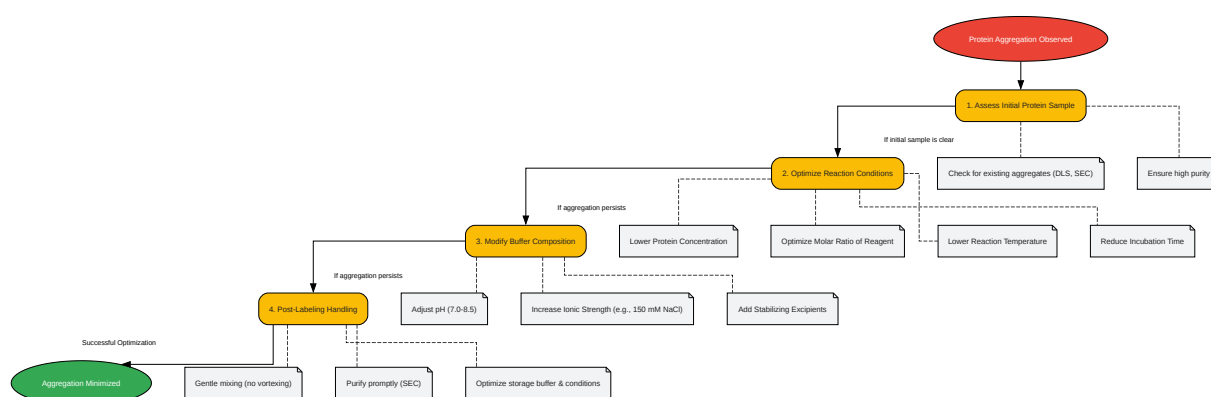 Protein Aggregation Observed
1. Assess Initial Protein Sample
If initial sample is clear
2. Optimize Reaction Conditions
Check for existing aggregates (DLS, SEC)
Ensure high purity
If aggregation persists
3. Modify Buffer Composition
Lower Protein Concentration
Optimize Molar Ratio of Reagent
Lower Reaction Temperature
Reduce Incubation Time
If aggregation persists
4. Post-Labeling Handling
Adjust pH (7.0-8.5)
Increase Ionic Strength (e.g., 150 mM NaCl)
Add Stabilizing Excipients
Successful Optimization
Aggregation Minimized
Gentle mixing (no vortexing)
Purify promptly (SEC)
Optimize storage buffer & conditions